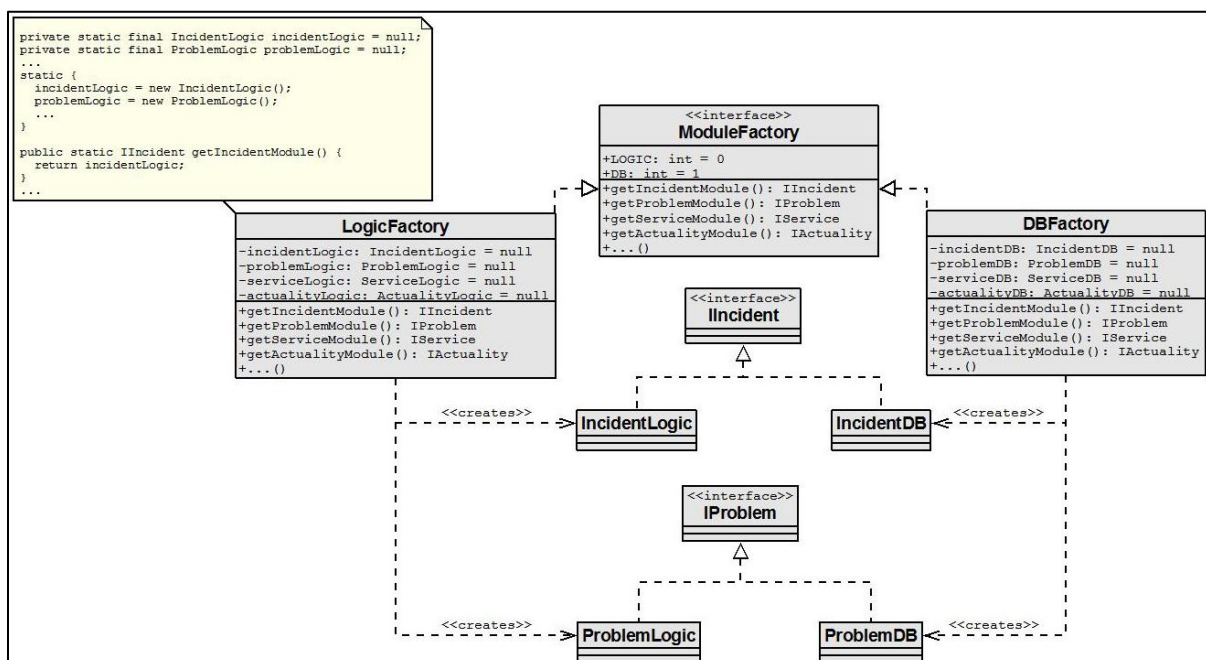 private static final IncidentLogic incidentLogic = null;
private static final ProblemLogic problemLogic = null;
...
static {
incidentLogic = new IncidentLogic();
problemLogic = new ProblemLogic();
...
}
public static IIncident getIncidentModule() {
return incidentLogic;
}
...
<<interface>>
ModuleFactory
+LOGIC: int = 0
+DB: int = 1
+getIncidentModule(): IIncident
+getProblemModule(): IProblem
+getServiceModule(): IService
+getActualityModule(): IActuality
+...()
LogicFactory
-incidentLogic: IncidentLogic = null
-problemLogic: ProblemLogic = null
-serviceLogic: ServiceLogic = null
-actualityLogic: ActualityLogic = null
+getIncidentModule(): IIncident
+getProblemModule(): IProblem
+getServiceModule(): IService
+getActualityModule(): IActuality
+...()
DBFactory
-incidentDB: IncidentDB = null
-problemDB: ProblemDB = null
-serviceDB: ServiceDB = null
-actualityDB: ActualityDB = null
+getIncidentModule(): IIncident
+getProblemModule(): IProblem
+getServiceModule(): IService
+getActualityModule(): IActuality
+...()
<<interface>>
IIncident
<<creates>>
IncidentLogic
IncidentDB
<<creates>>
<<interface>>
IProblem
<<creates>>
ProblemLogic
ProblemDB
<<creates>>